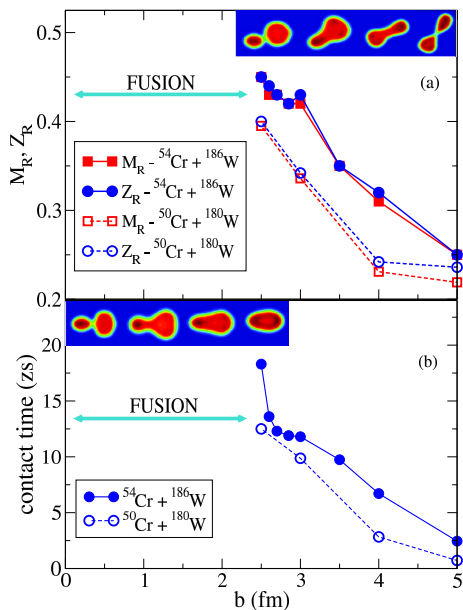 0.5
(a)
FUSION
0.4
M_R, Z_R
M_R - ⁵⁴Cr + ¹⁸⁶W
Z_R - ⁵⁴Cr + ¹⁸⁶W
M_R - ⁵⁰Cr + ¹⁸⁰W
Z_R - ⁵⁰Cr + ¹⁸⁰W
0.3
0.2
20
(b)
FUSION
15
contact time (zs)
10
⁵⁴Cr + ¹⁸⁶W
⁵⁰Cr + ¹⁸⁰W
5
0
0 1 2 3 4 5
b (fm)